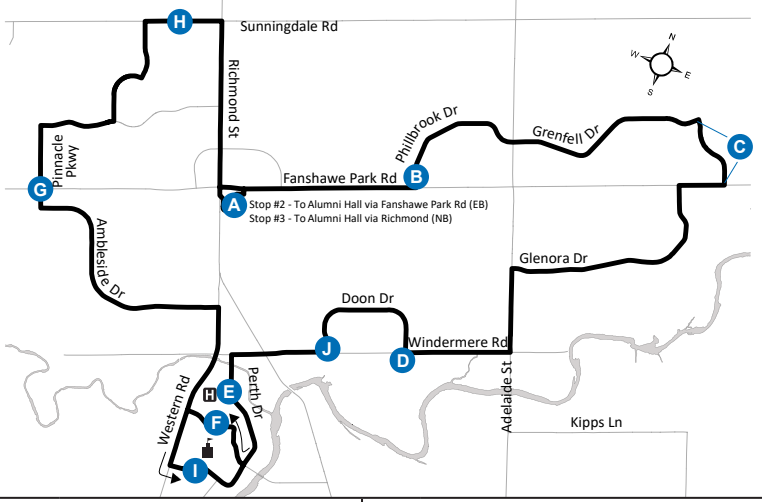 H
Sunningdale Rd
Richmond St
N
W
E
S
Phillbrook Dr
Grenfell Dr
C
Pinnacle
Pkwy
G
Fanshawe Park Rd
B
A
Stop #2 - To Alumni Hall via Fanshawe Park Rd (EB)
Stop #3 - To Alumni Hall via Richmond (NB)
Ambleside Dr
Glenora Dr
Doon Dr
J
D
Windermere Rd
Western Rd
H
E
Perth Dr
Adelaide St
F
Kipps Ln
I